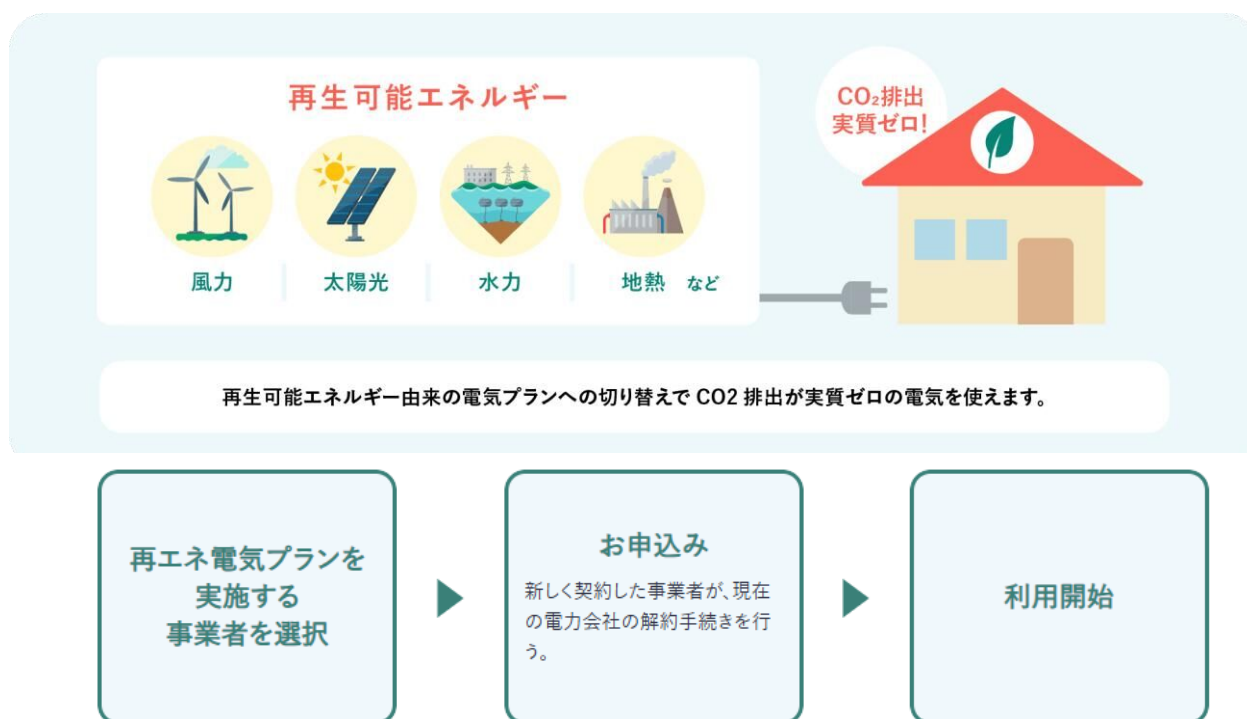 再生可能エネルギー
CO₂排出
実質ゼロ!
風力
太陽光
水力
地熱 など
再生可能エネルギー由来の電気プランへの切り替えで CO2 排出が実質ゼロの電気を使えます。
再エネ電気プランを
実施する
事業者を選択
お申込み
新しく契約した事業者が、現在
の電力会社の解約手続きを行
う。
利用開始